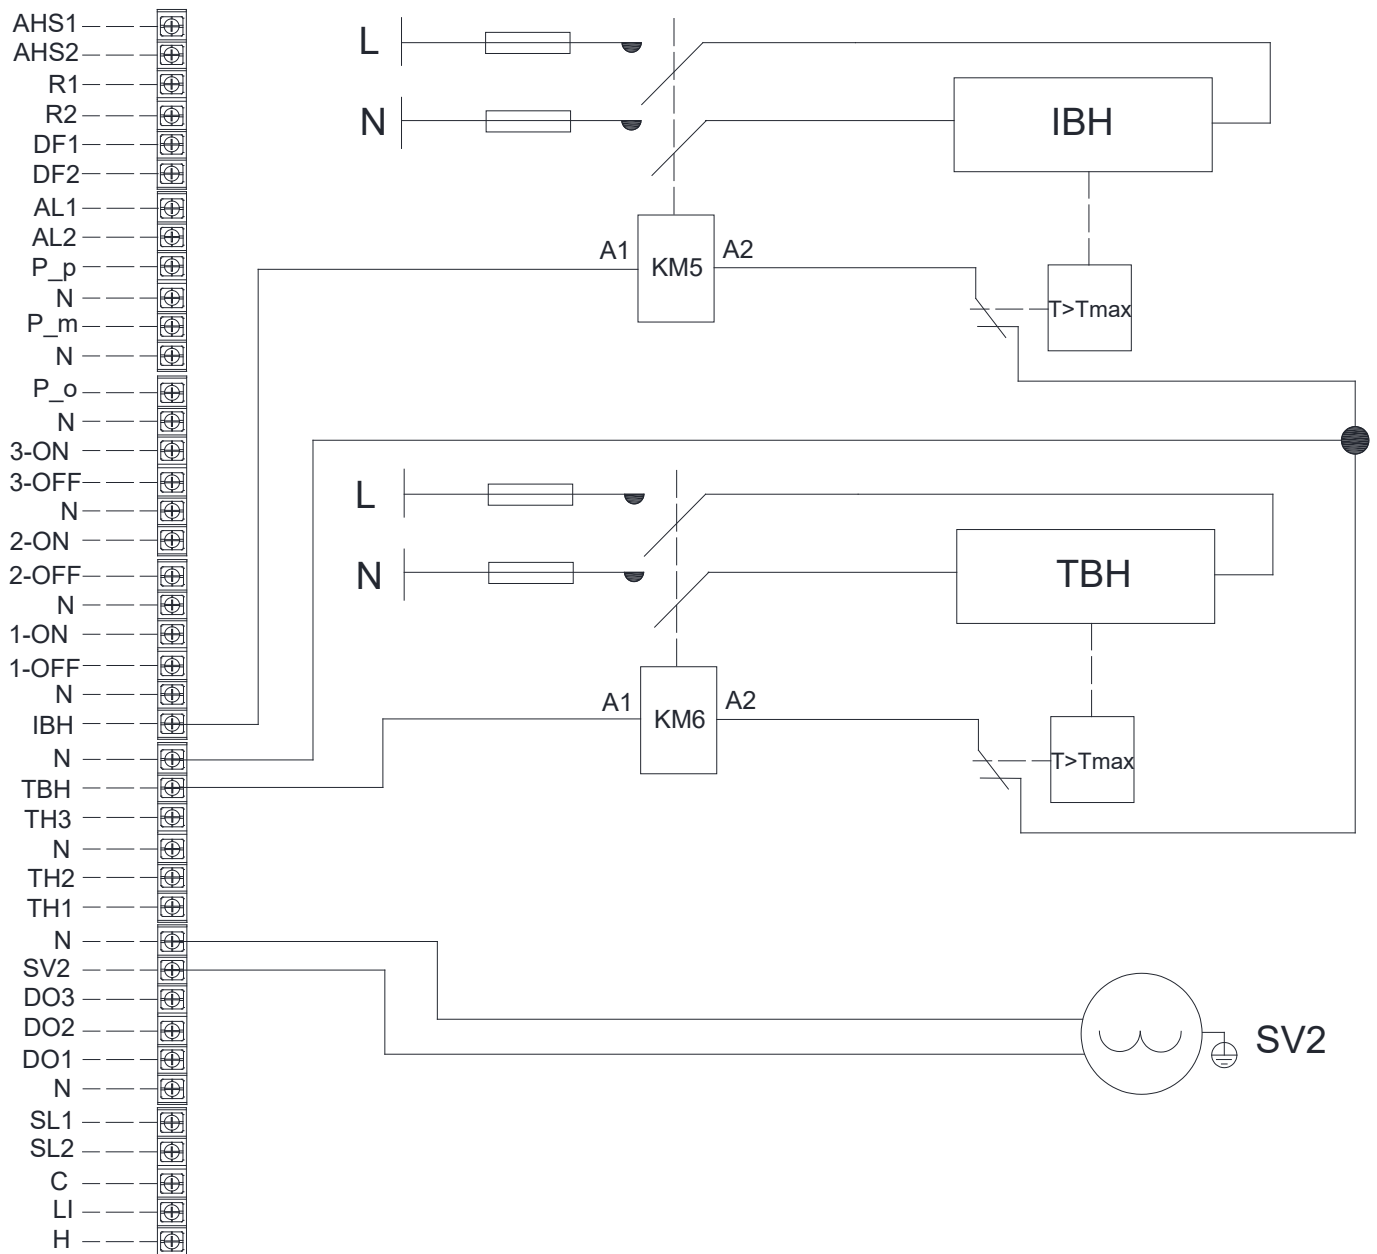 AHS1
AHS2
R1
R2
DF1
DF2
AL1
AL2
P_p
N
P_m
N
P_o
N
3-ON
3-OFF
N
2-ON
2-OFF
N
1-ON
1-OFF
N
IBH
N
TBH
TH3
N
TH2
TH1
N
SV2
DO3
DO2
DO1
N
SL1
SL2
C
LI
H
L
N
IBH
A1 KM5 A2
T>Tmax
L
N
TBH
A1 KM6 A2
T>Tmax
SV2